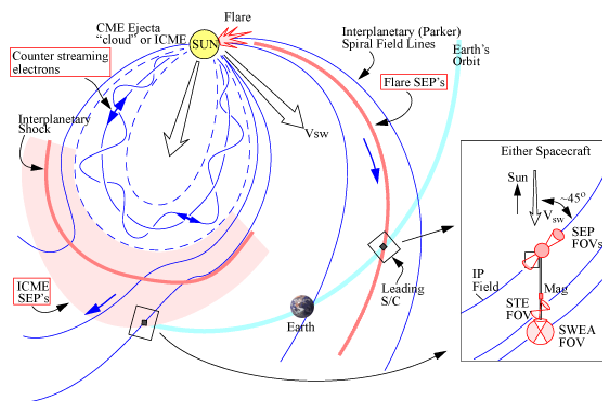 CME Ejecta
“cloud” or ICME
Flare
SUN
Interplanetary (Parker)
Spiral Field Lines
Earth's
Orbit
Counter streaming
electrons
Flare SEP's
Interplanetary
Shock
Vsw
Either Spacecraft
Sun
~45o
Vsw
SEP
FOVs
IP
Field
Mag
STE
FOV
SWEA
FOV
Leading
S/C
ICME
SEP's
Earth